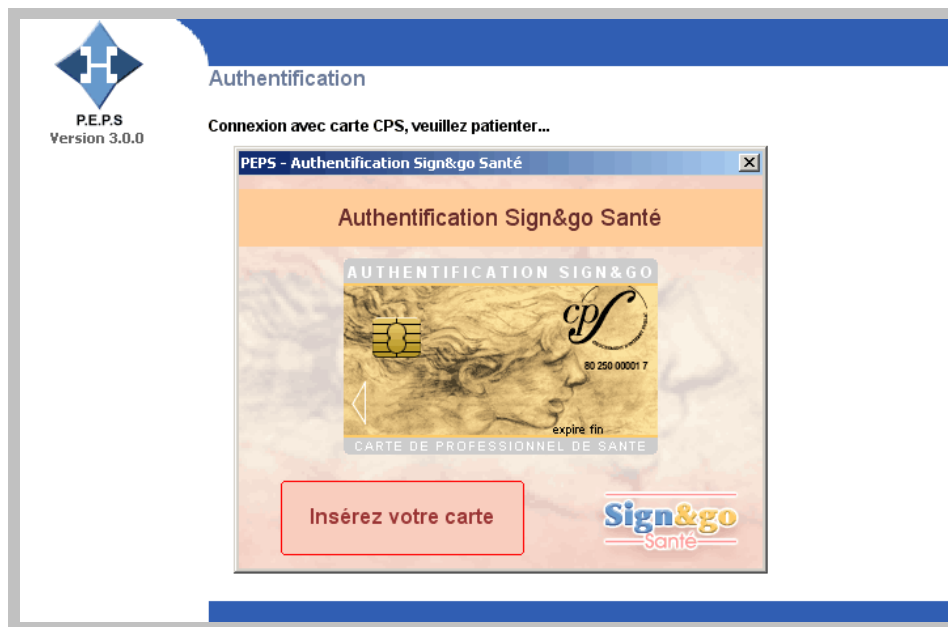 P.E.P.S
Version 3.0.0
Authentification
Connexion avec carte CPS, veuillez patienter...
PEPS - Authentification Sign&go Santé
Authentification Sign&go Santé
AUTHENTIFICATION SIGN&GO
cps
80 250 00001 7
expire fin
CARTE DE PROFESSIONNEL DE SANTE
Insérez votre carte
Sign&go
Santé